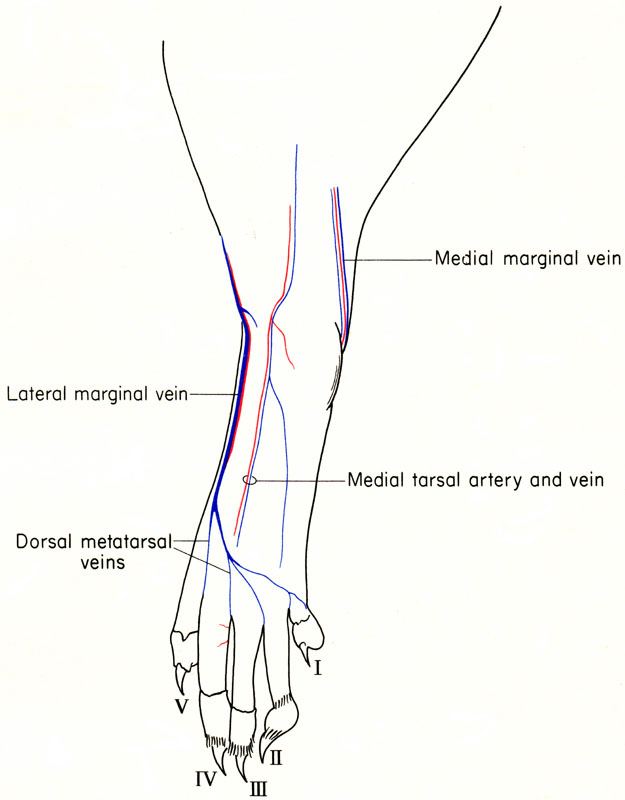 Medial marginal vein
Lateral marginal vein
Medial tarsal artery and vein
Dorsal metatarsal
veins
I
V
II
IV
III